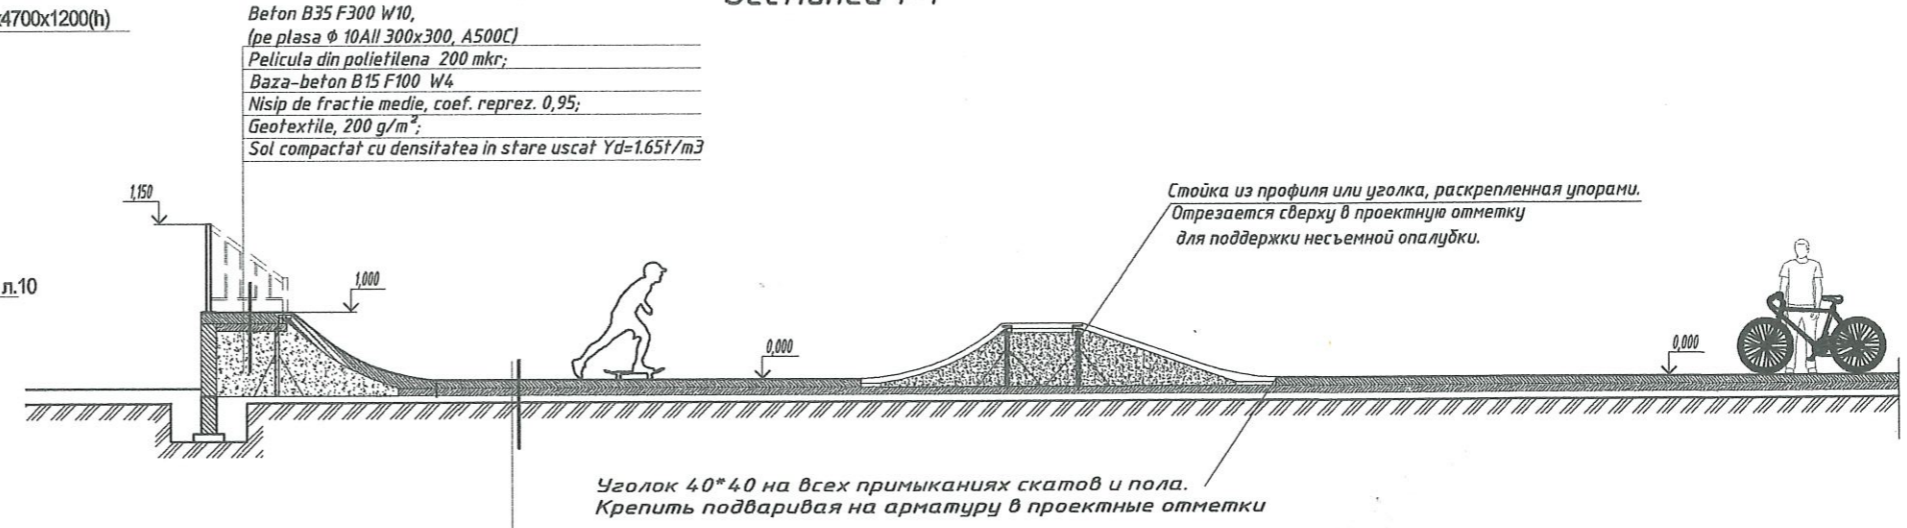 4700x1200(h)
Beton B35 F300 W10,
(pe plasa Ф 10AII 300x300, A500C)
Pelicula din polietilena 200 mkr;
Baza-beton B15 F100 W4
Nisip de fractie medie, coef. reprez. 0,95;
Geotextile, 200 g/m²;
Sol compactat cu densitatea in stare uscat Yd=1.65t/m3
1,150
Стойка из профиля или уголка, раскрепленная упорами.
Отрезается сверху в проектную отметку
для поддержки несъемной опалубки.
л.10
1,000
0,000
0,000
Уголок 40*40 на всех примыканиях скатов и пола.
Крепить подваривая на арматуру в проектные отметки